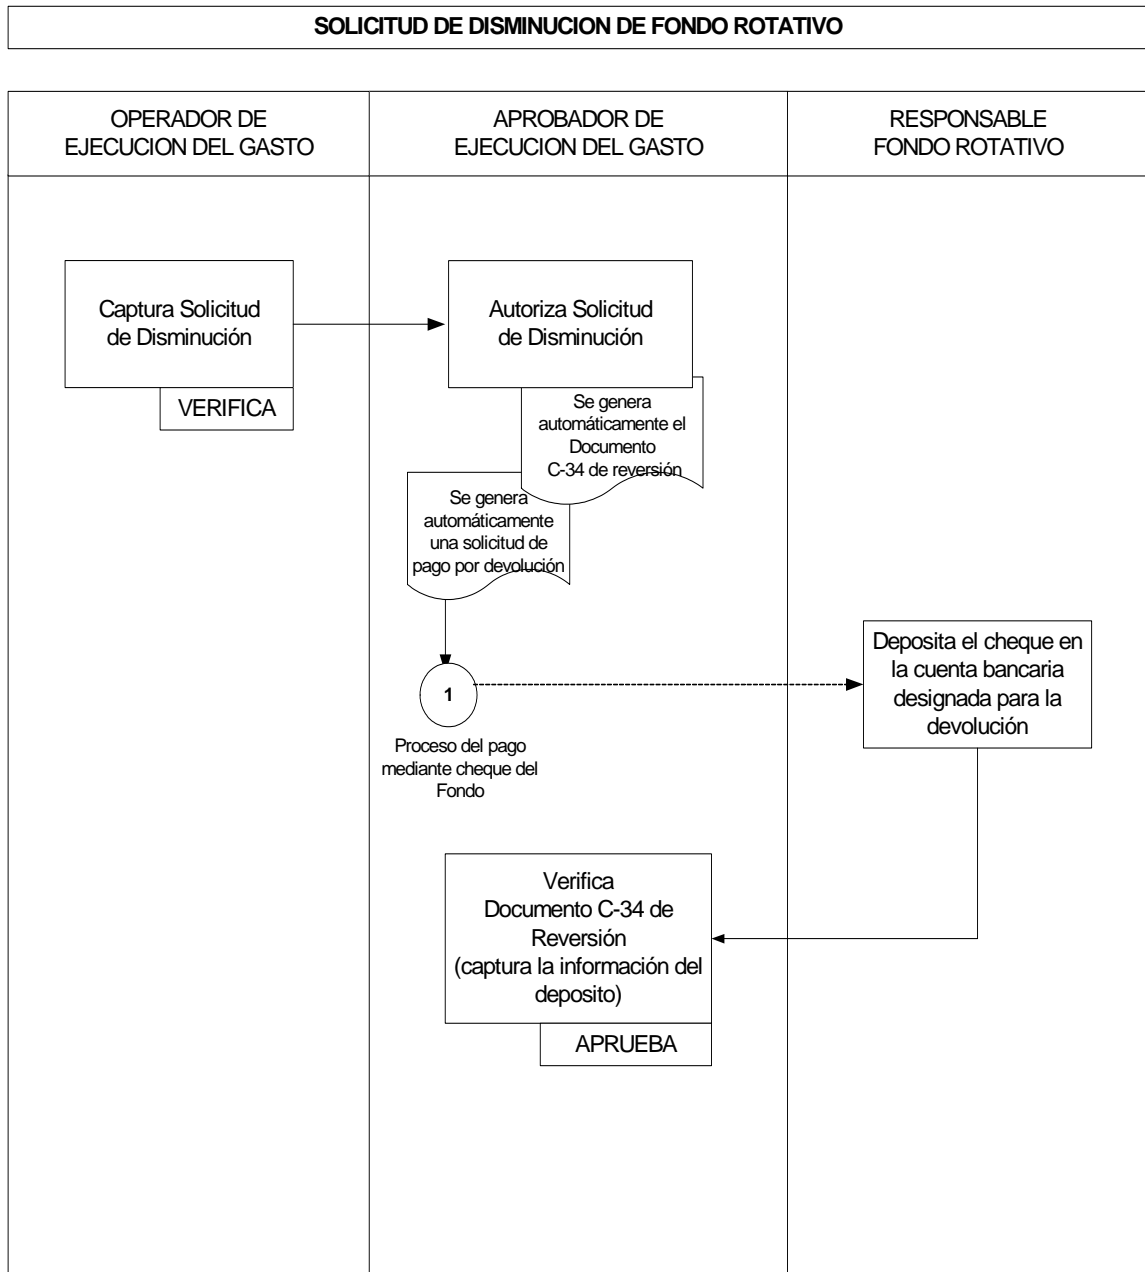 SOLICITUD DE DISMINUCION DE FONDO ROTATIVO
OPERADOR DE
EJECUCION DEL GASTO
APROBADOR DE
EJECUCION DEL GASTO
RESPONSABLE
FONDO ROTATIVO
Captura Solicitud
de Disminución
VERIFICA
Autoriza Solicitud
de Disminución
Se genera
automáticamente el
Documento
C-34 de reversión
Se genera
automáticamente
una solicitud de
pago por devolución
1
Proceso del pago
mediante cheque del
Fondo
Deposita el cheque en
la cuenta bancaria
designada para la
devolución
Verifica
Documento C-34 de
Reversión
(captura la información del
deposito)
APRUEBA